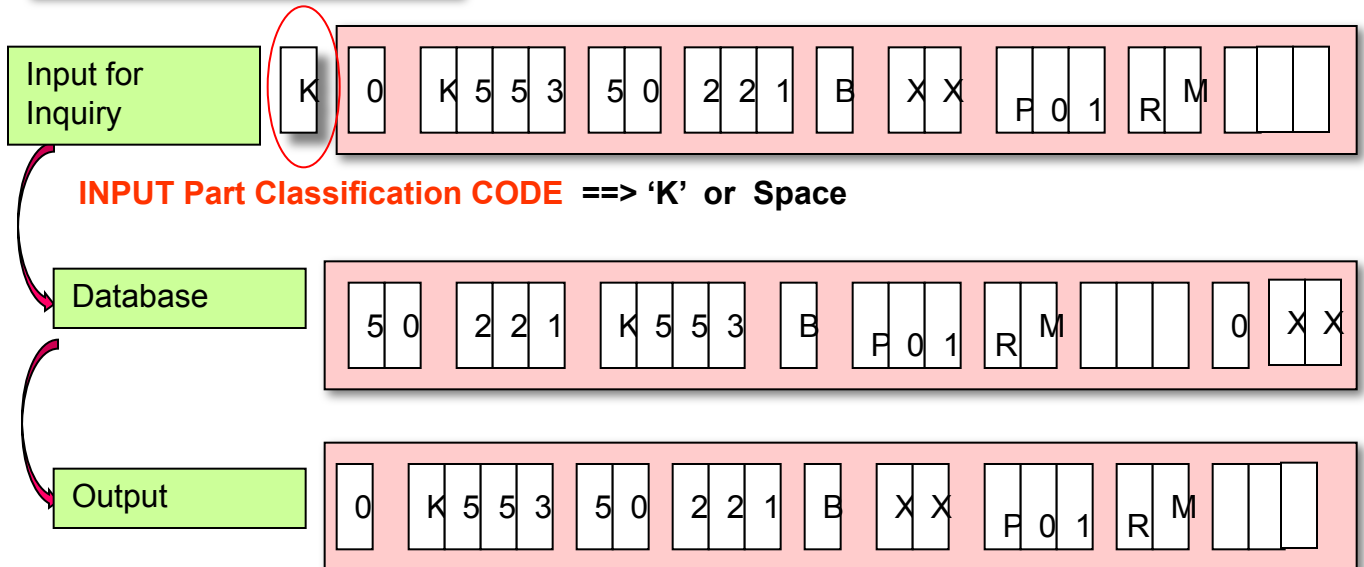 Input for
Inquiry
K 0 K 5 5 3 5 0 2 2 1 B X X P 0 1 R M
INPUT Part Classification CODE ==> ‘K’ or Space
Database
5 0 2 2 1 K 5 5 3 B P 0 1 R M 0 X X
Output
0 K 5 5 3 5 0 2 2 1 B X X P 0 1 R M